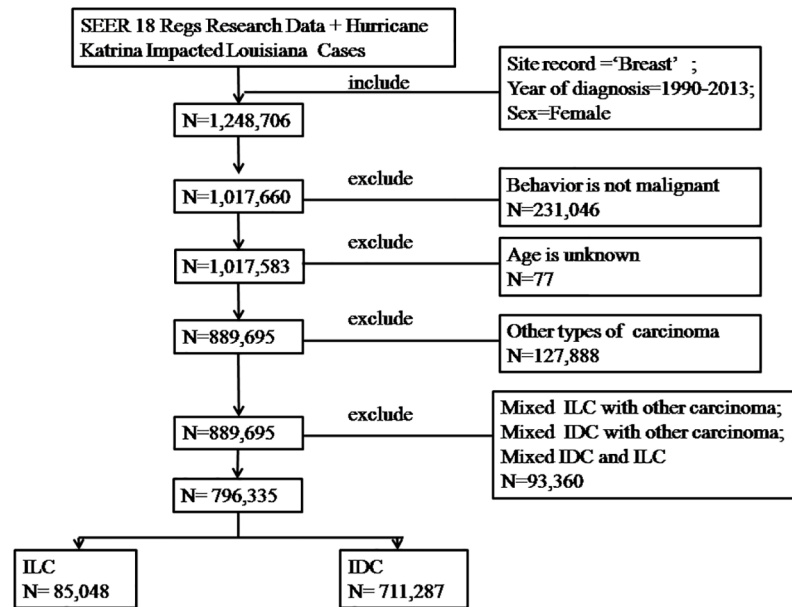 SEER 18 Regs Research Data + Hurricane
Katrina Impacted Louisiana Cases
include
Site record =‘Breast’ ;
Year of diagnosis=1990-2013;
Sex=Female
N=1,248,706
exclude
Behavior is not malignant
N=231,046
N=1,017,660
exclude
Age is unknown
N=77
N=1,017,583
exclude
Other types of carcinoma
N=127,888
N=889,695
exclude
Mixed ILC with other carcinoma;
Mixed IDC with other carcinoma;
Mixed IDC and ILC
N=93,360
N=889,695
N= 796,335
ILC
N= 85,048
IDC
N= 711,287